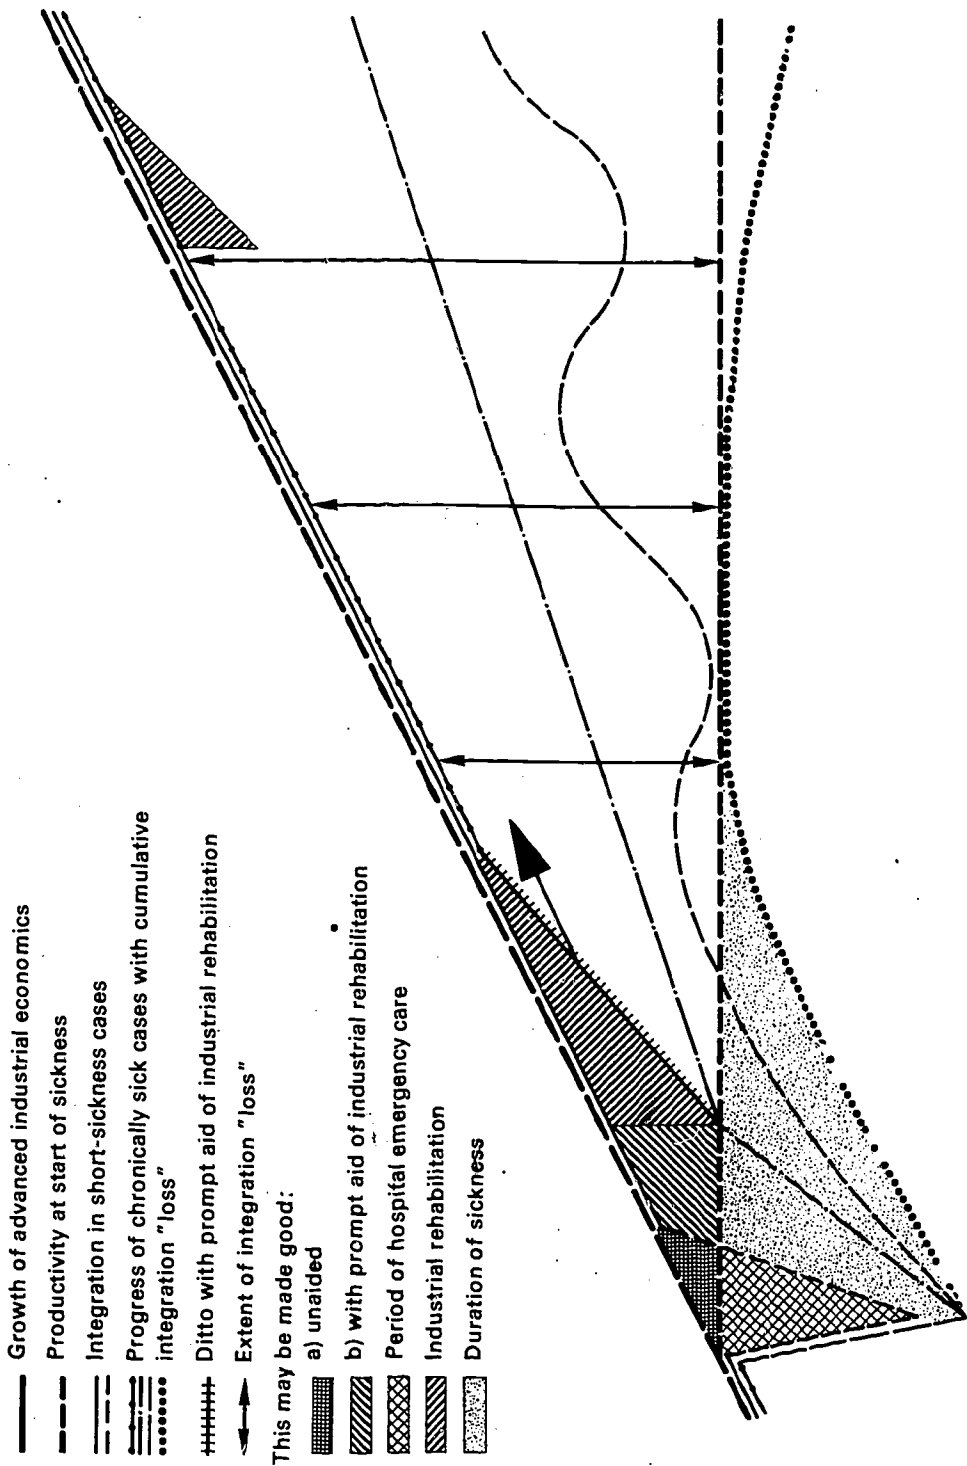 Growth of advanced industrial economics
Productivity at start of sickness
Integration in short-sickness cases
Progress of chronically sick cases with cumulative
integration "loss"
Ditto with prompt aid of industrial rehabilitation
Extent of integration "loss"
This may be made good:
a) unaided
b) with prompt aid of industrial rehabilitation
Period of hospital emergency care
Industrial rehabilitation
Duration of sickness